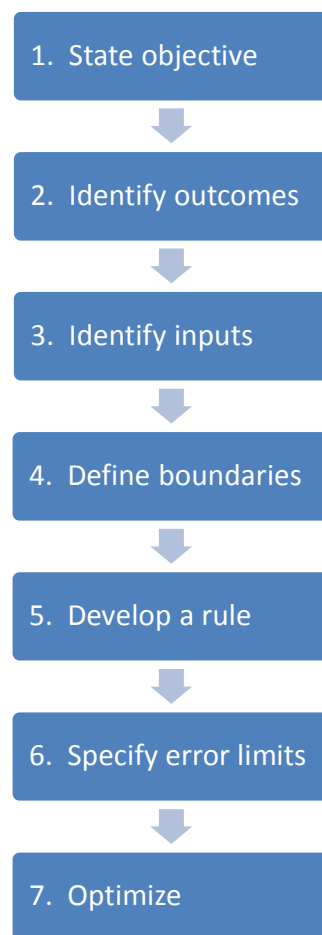 1. State objective
2. Identify outcomes
3. Identify inputs
4. Define boundaries
5. Develop a rule
6. Specify error limits
7. Optimize